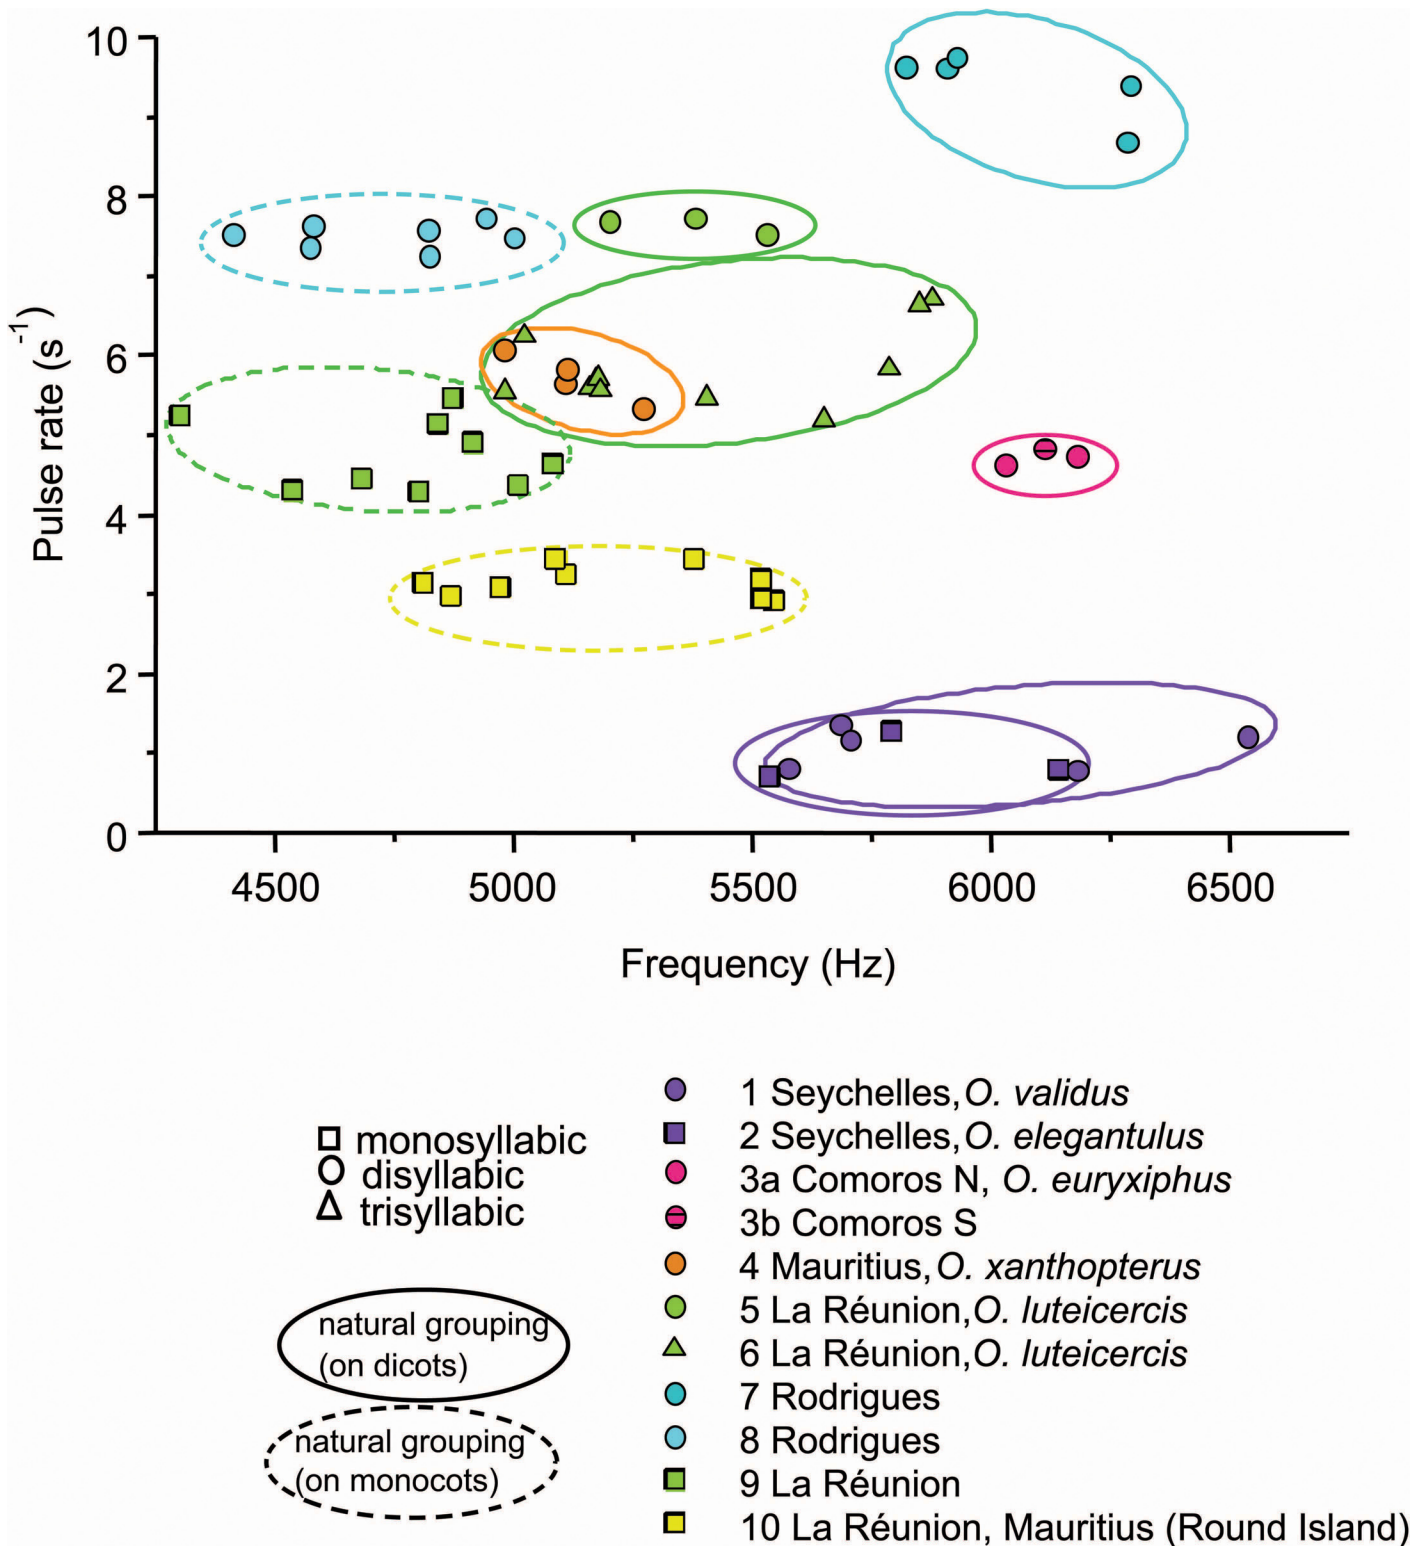 10
8
6
4
2
0
Pulse rate (s⁻¹)
4500 5000 5500 6000 6500
Frequency (Hz)
monosyllabic
disyllabic
trisyllabic
natural grouping
(on dicots)
natural grouping
(on monocots)
1 Seychelles, O. validus
2 Seychelles, O. elegantulus
3a Comoros N, O. euryxiphus
3b Comoros S
4 Mauritius, O. xanthopterus
5 La Réunion, O. luteicercis
6 La Réunion, O. luteicercis
7 Rodrigues
8 Rodrigues
9 La Réunion
10 La Réunion, Mauritius (Round Island)